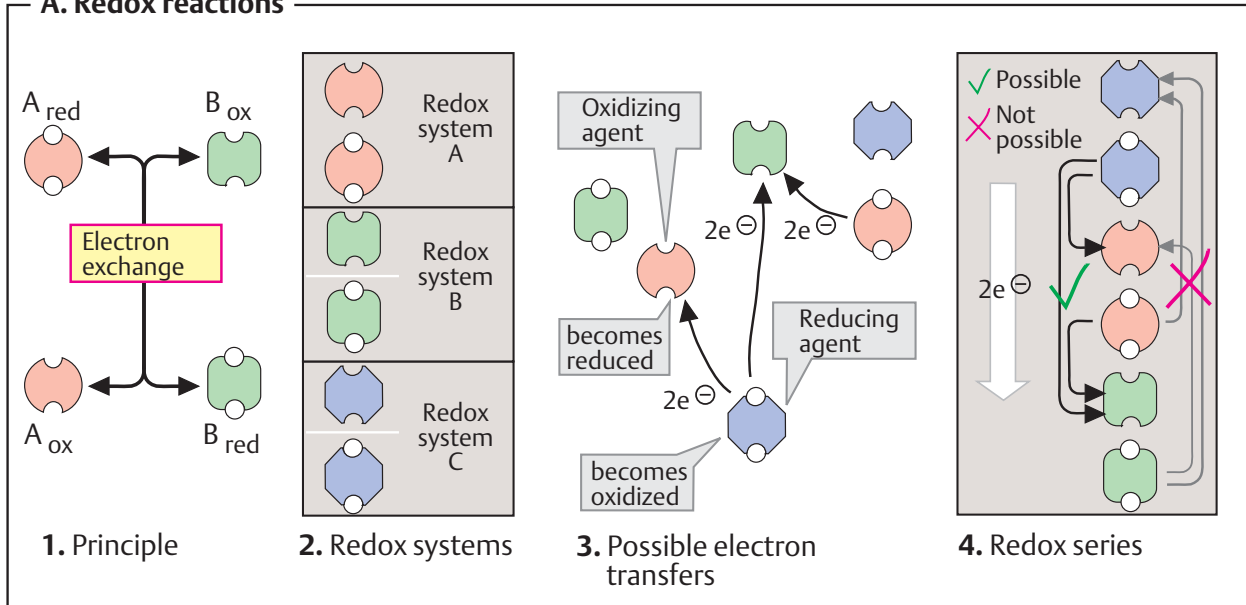 A. Redox reactions
A red
B ox
Electron
exchange
A ox
B red
1. Principle
Redox
system
A
Redox
system
B
Redox
system
C
2. Redox systems
Oxidizing
agent
2e ⊖
2e ⊖
becomes
reduced
Reducing
agent
2e ⊖
becomes
oxidized
3. Possible electron
transfers
Possible
Not
possible
2e ⊖
4. Redox series